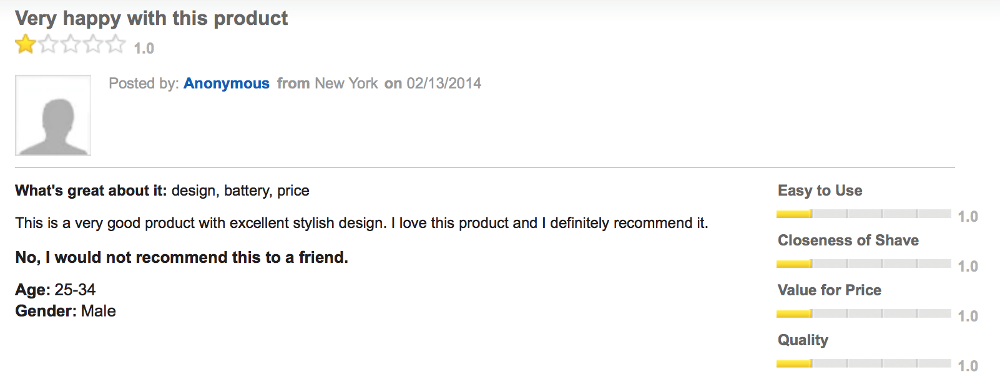 Very happy with this product
1.0
Posted by: Anonymous from New York on 02/13/2014
What's great about it: design, battery, price
This is a very good product with excellent stylish design. I love this product and I definitely recommend it.
No, I would not recommend this to a friend.
Age: 25-34
Gender: Male
Easy to Use
1.0
Closeness of Shave
1.0
Value for Price
1.0
Quality
1.0